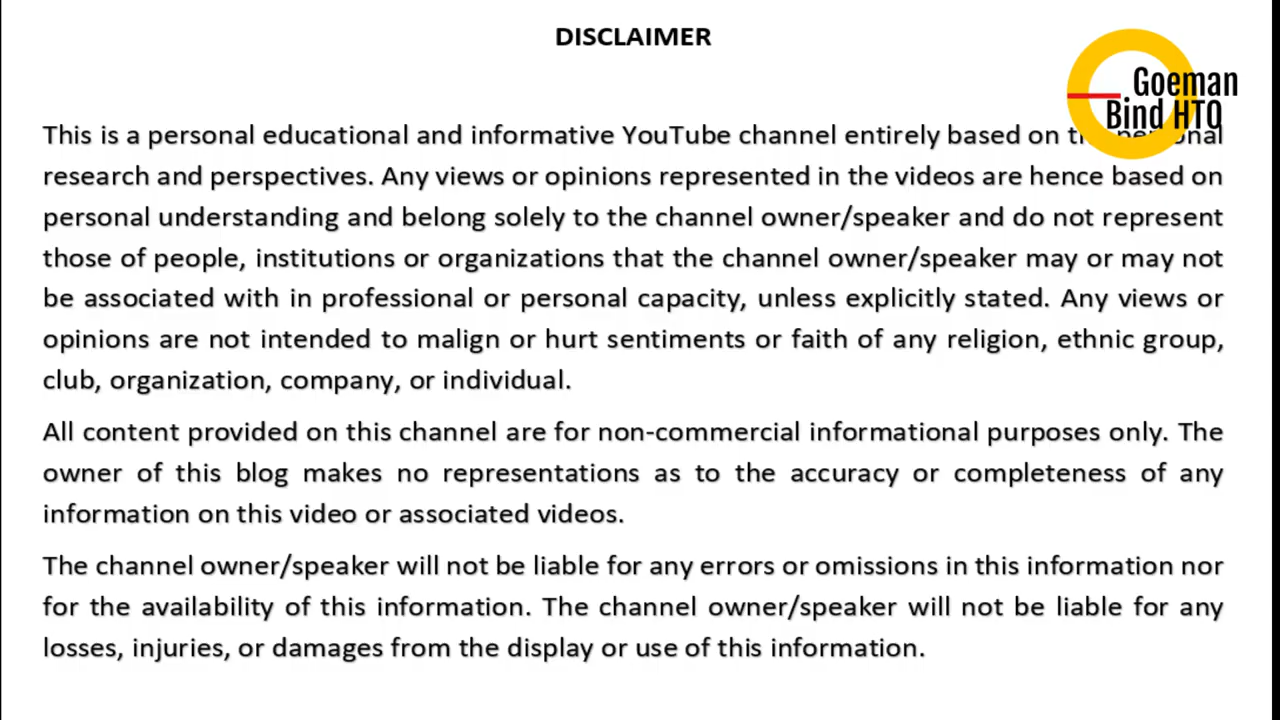 DISCLAIMER
Goeman
Bind HTQ
This is a personal educational and informative YouTube channel entirely based on
research and perspectives. Any views or opinions represented in the videos are hence based on
personal understanding and belong solely to the channel owner/speaker and do not represent
those of people, institutions or organizations that the channel owner/speaker may or may not
be associated with in professional or personal capacity, unless explicitly stated. Any views or
opinions are not intended to malign or hurt sentiments or faith of any religion, ethnic group,
club, organization, company, or individual.
All content provided on this channel are for non-commercial informational purposes only. The
owner of this blog makes no representations as to the accuracy or completeness of any
information on this video or associated videos.
The channel owner/speaker will not be liable for any errors or omissions in this information nor
for the availability of this information. The channel owner/speaker will not be liable for any
losses, injuries, or damages from the display or use of this information.